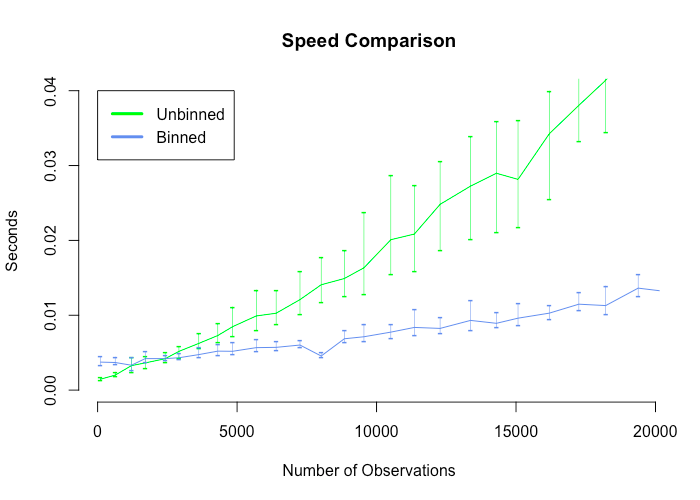 Speed Comparison
Unbinned
Binned
Seconds
0.04
0.03
0.02
0.01
0.00
0 5000 10000 15000 20000
Number of Observations